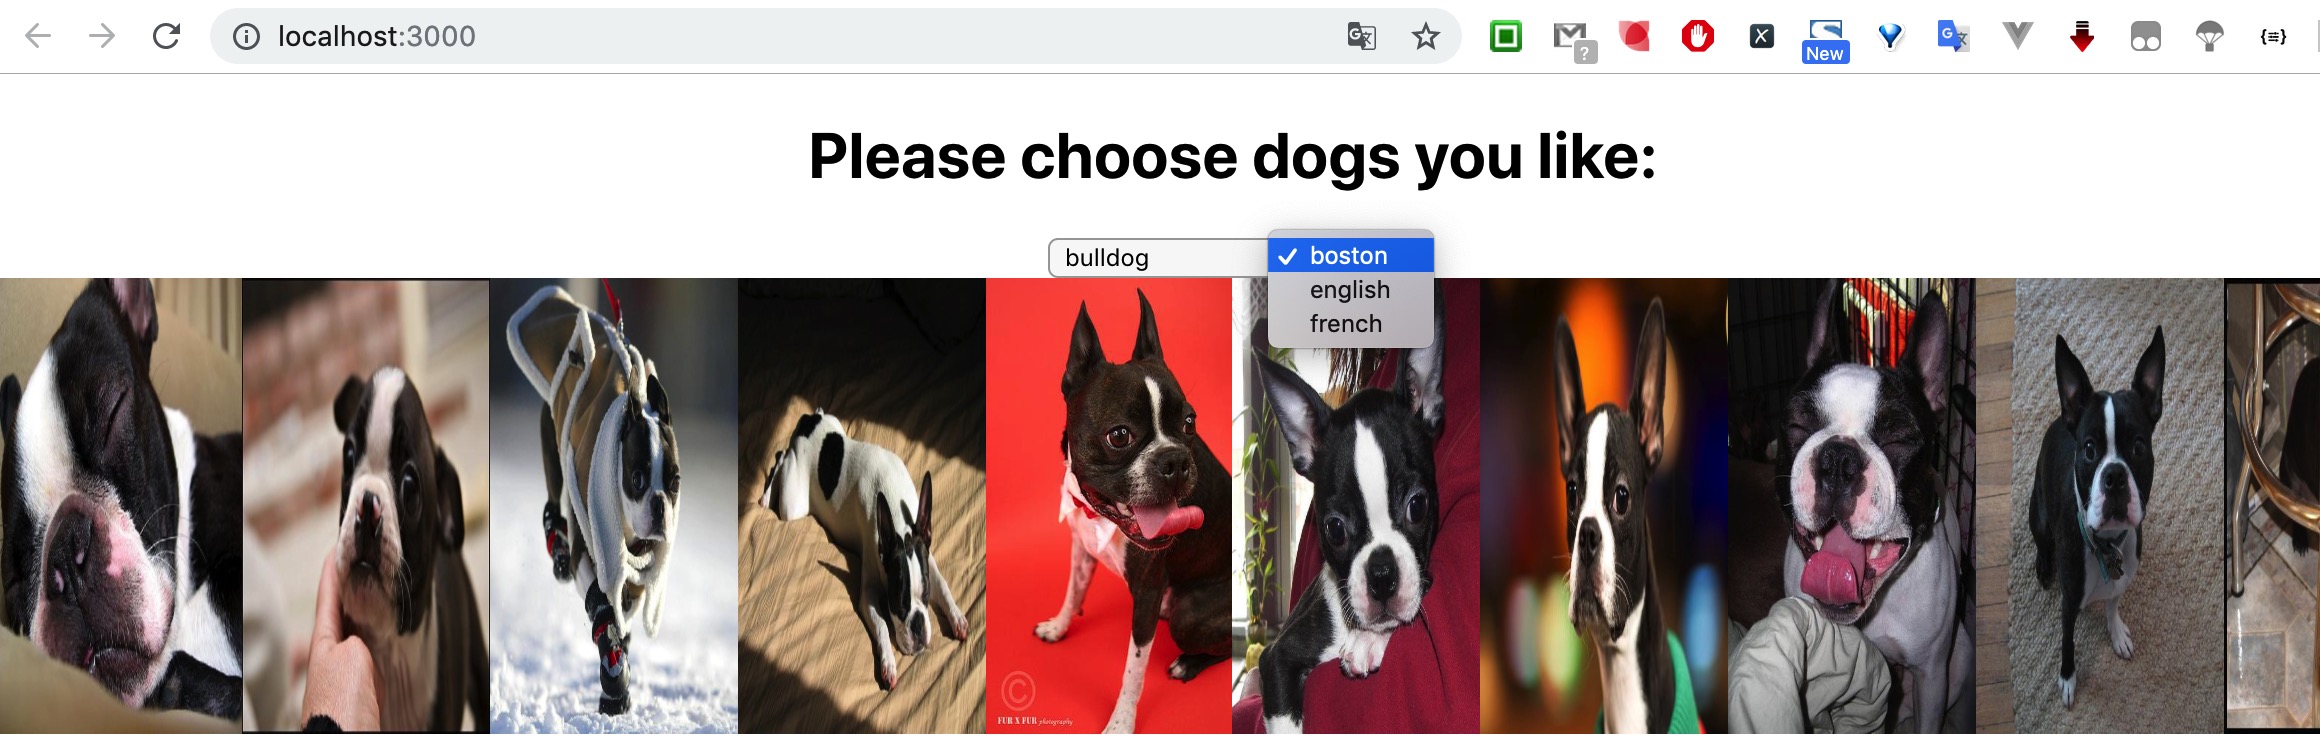 localhost:3000
New
?
{≡}
Please choose dogs you like:
bulldog
✓ boston
english
french
©
FUR X FUR photography